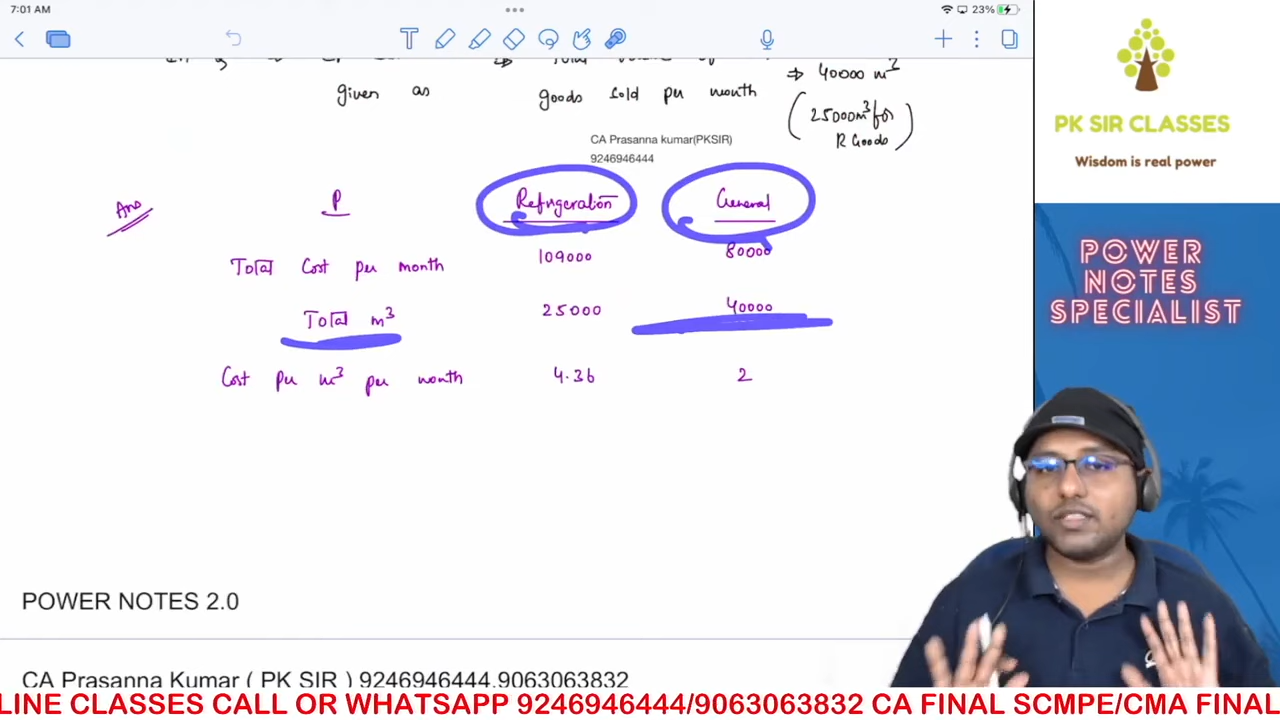 7:01 AM
23%
given as
goods sold per month
⇒ 40000 m³
(25000m³ for
R Goods)
CA Prasanna kumar(PKSIR)
9246946444
Ans
P
Refrigeration
General
Total Cost per month
109000
80000
Total m³
25000
40000
Cost per m³ per month
4.36
2
POWER NOTES 2.0
CA Prasanna Kumar ( PK SIR ) 9246946444,9063063832
PK SIR CLASSES
Wisdom is real power
POWER
NOTES
SPECIALIST
LINE CLASSES CALL OR WHATSAPP 9246946444/9063063832 CA FINAL SCMPE/CMA FINAL